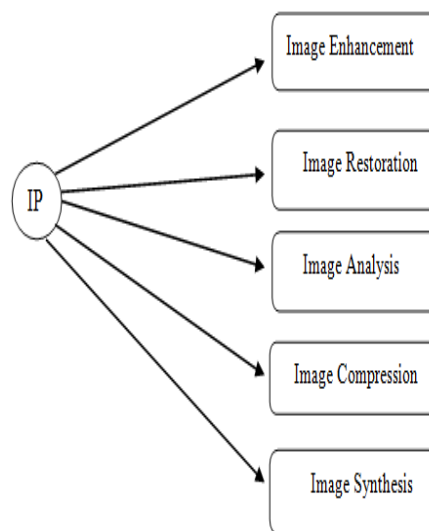 Image Enhancement
Image Restoration
IP
Image Analysis
Image Compression
Image Synthesis